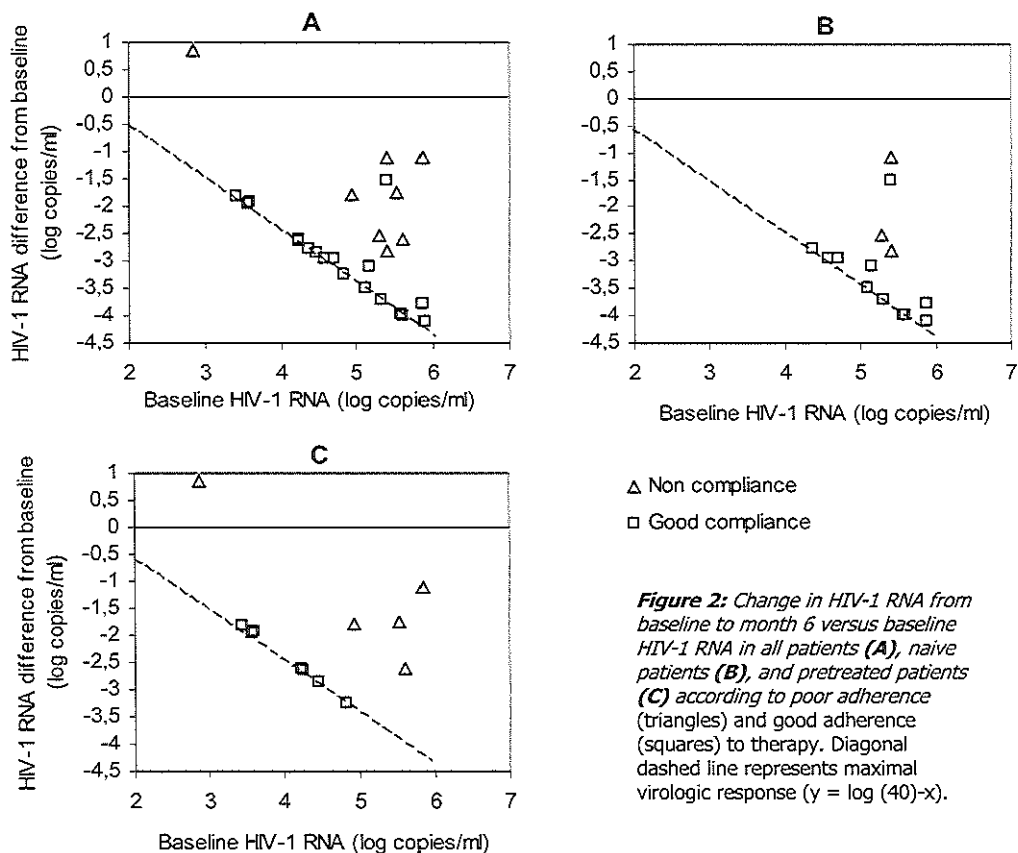 A
HIV-1 RNA difference from baseline
(log copies/ml)
1
0,5
0
-0,5
-1
-1,5
-2
-2,5
-3
-3,5
-4
-4,5
2 3 4 5 6 7
Baseline HIV-1 RNA (log copies/ml)
B
1
0,5
0
-0,5
-1
-1,5
-2
-2,5
-3
-3,5
-4
-4,5
2 3 4 5 6 7
Baseline HIV-1 RNA (log copies/ml)
C
HIV-1 RNA difference from baseline
(log copies/ml)
1
0,5
0
-0,5
-1
-1,5
-2
-2,5
-3
-3,5
-4
-4,5
2 3 4 5 6 7
Baseline HIV-1 RNA (log copies/ml)
Non compliance
Good compliance
Figure 2: Change in HIV-1 RNA from
baseline to month 6 versus baseline
HIV-1 RNA in all patients (A), naive
patients (B), and pretreated patients
(C) according to poor adherence
(triangles) and good adherence
(squares) to therapy. Diagonal
dashed line represents maximal
virologic response (y = log (40)-x).